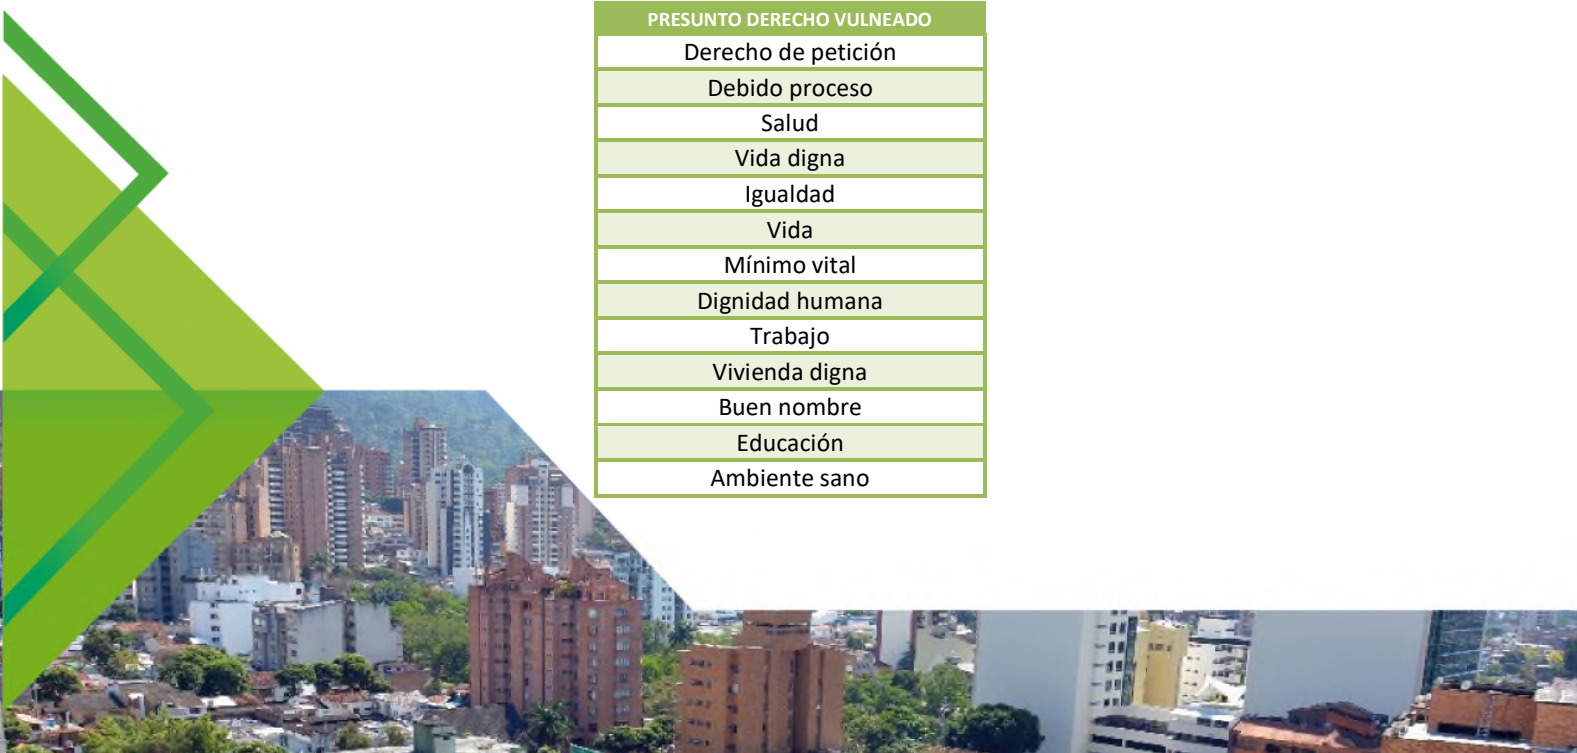 PRESUNTO DERECHO VULNEADO
Derecho de petición
Debido proceso
Salud
Vida digna
Igualdad
Vida
Mínimo vital
Dignidad humana
Trabajo
Vivienda digna
Buen nombre
Educación
Ambiente sano